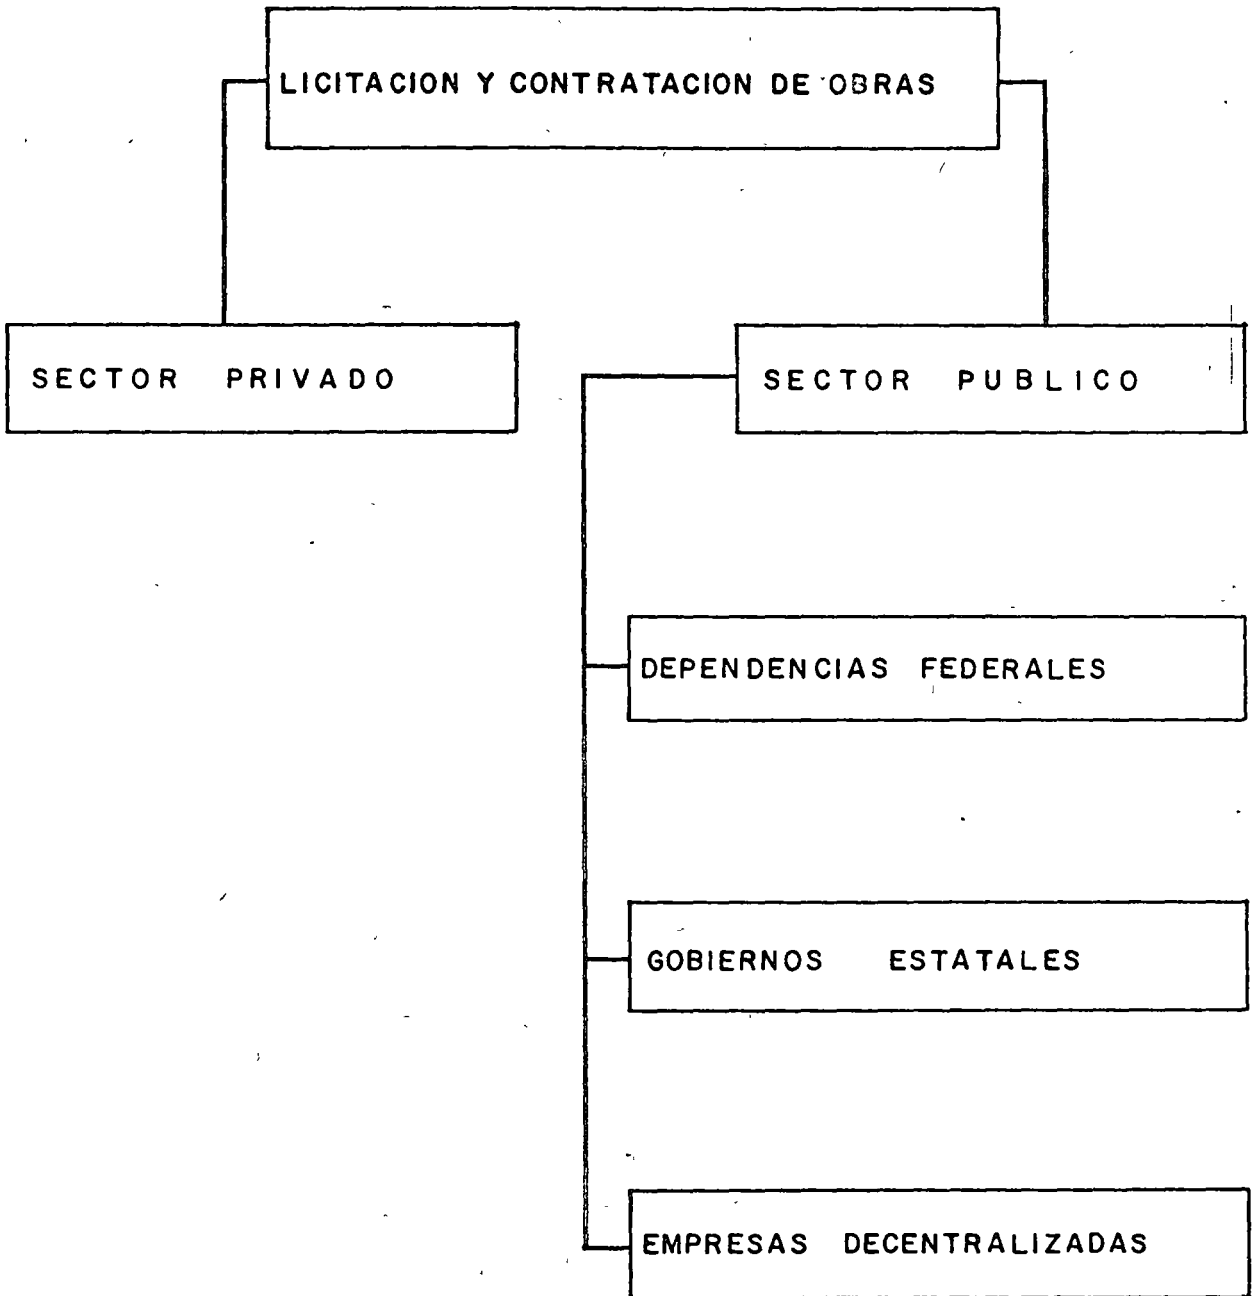 LICITACION Y CONTRATACION DE OBRAS
SECTOR PRIVADO
SECTOR PUBLICO
DEPENDENCIAS FEDERALES
GOBIERNOS ESTATALES
EMPRESAS DECENTRALIZADAS